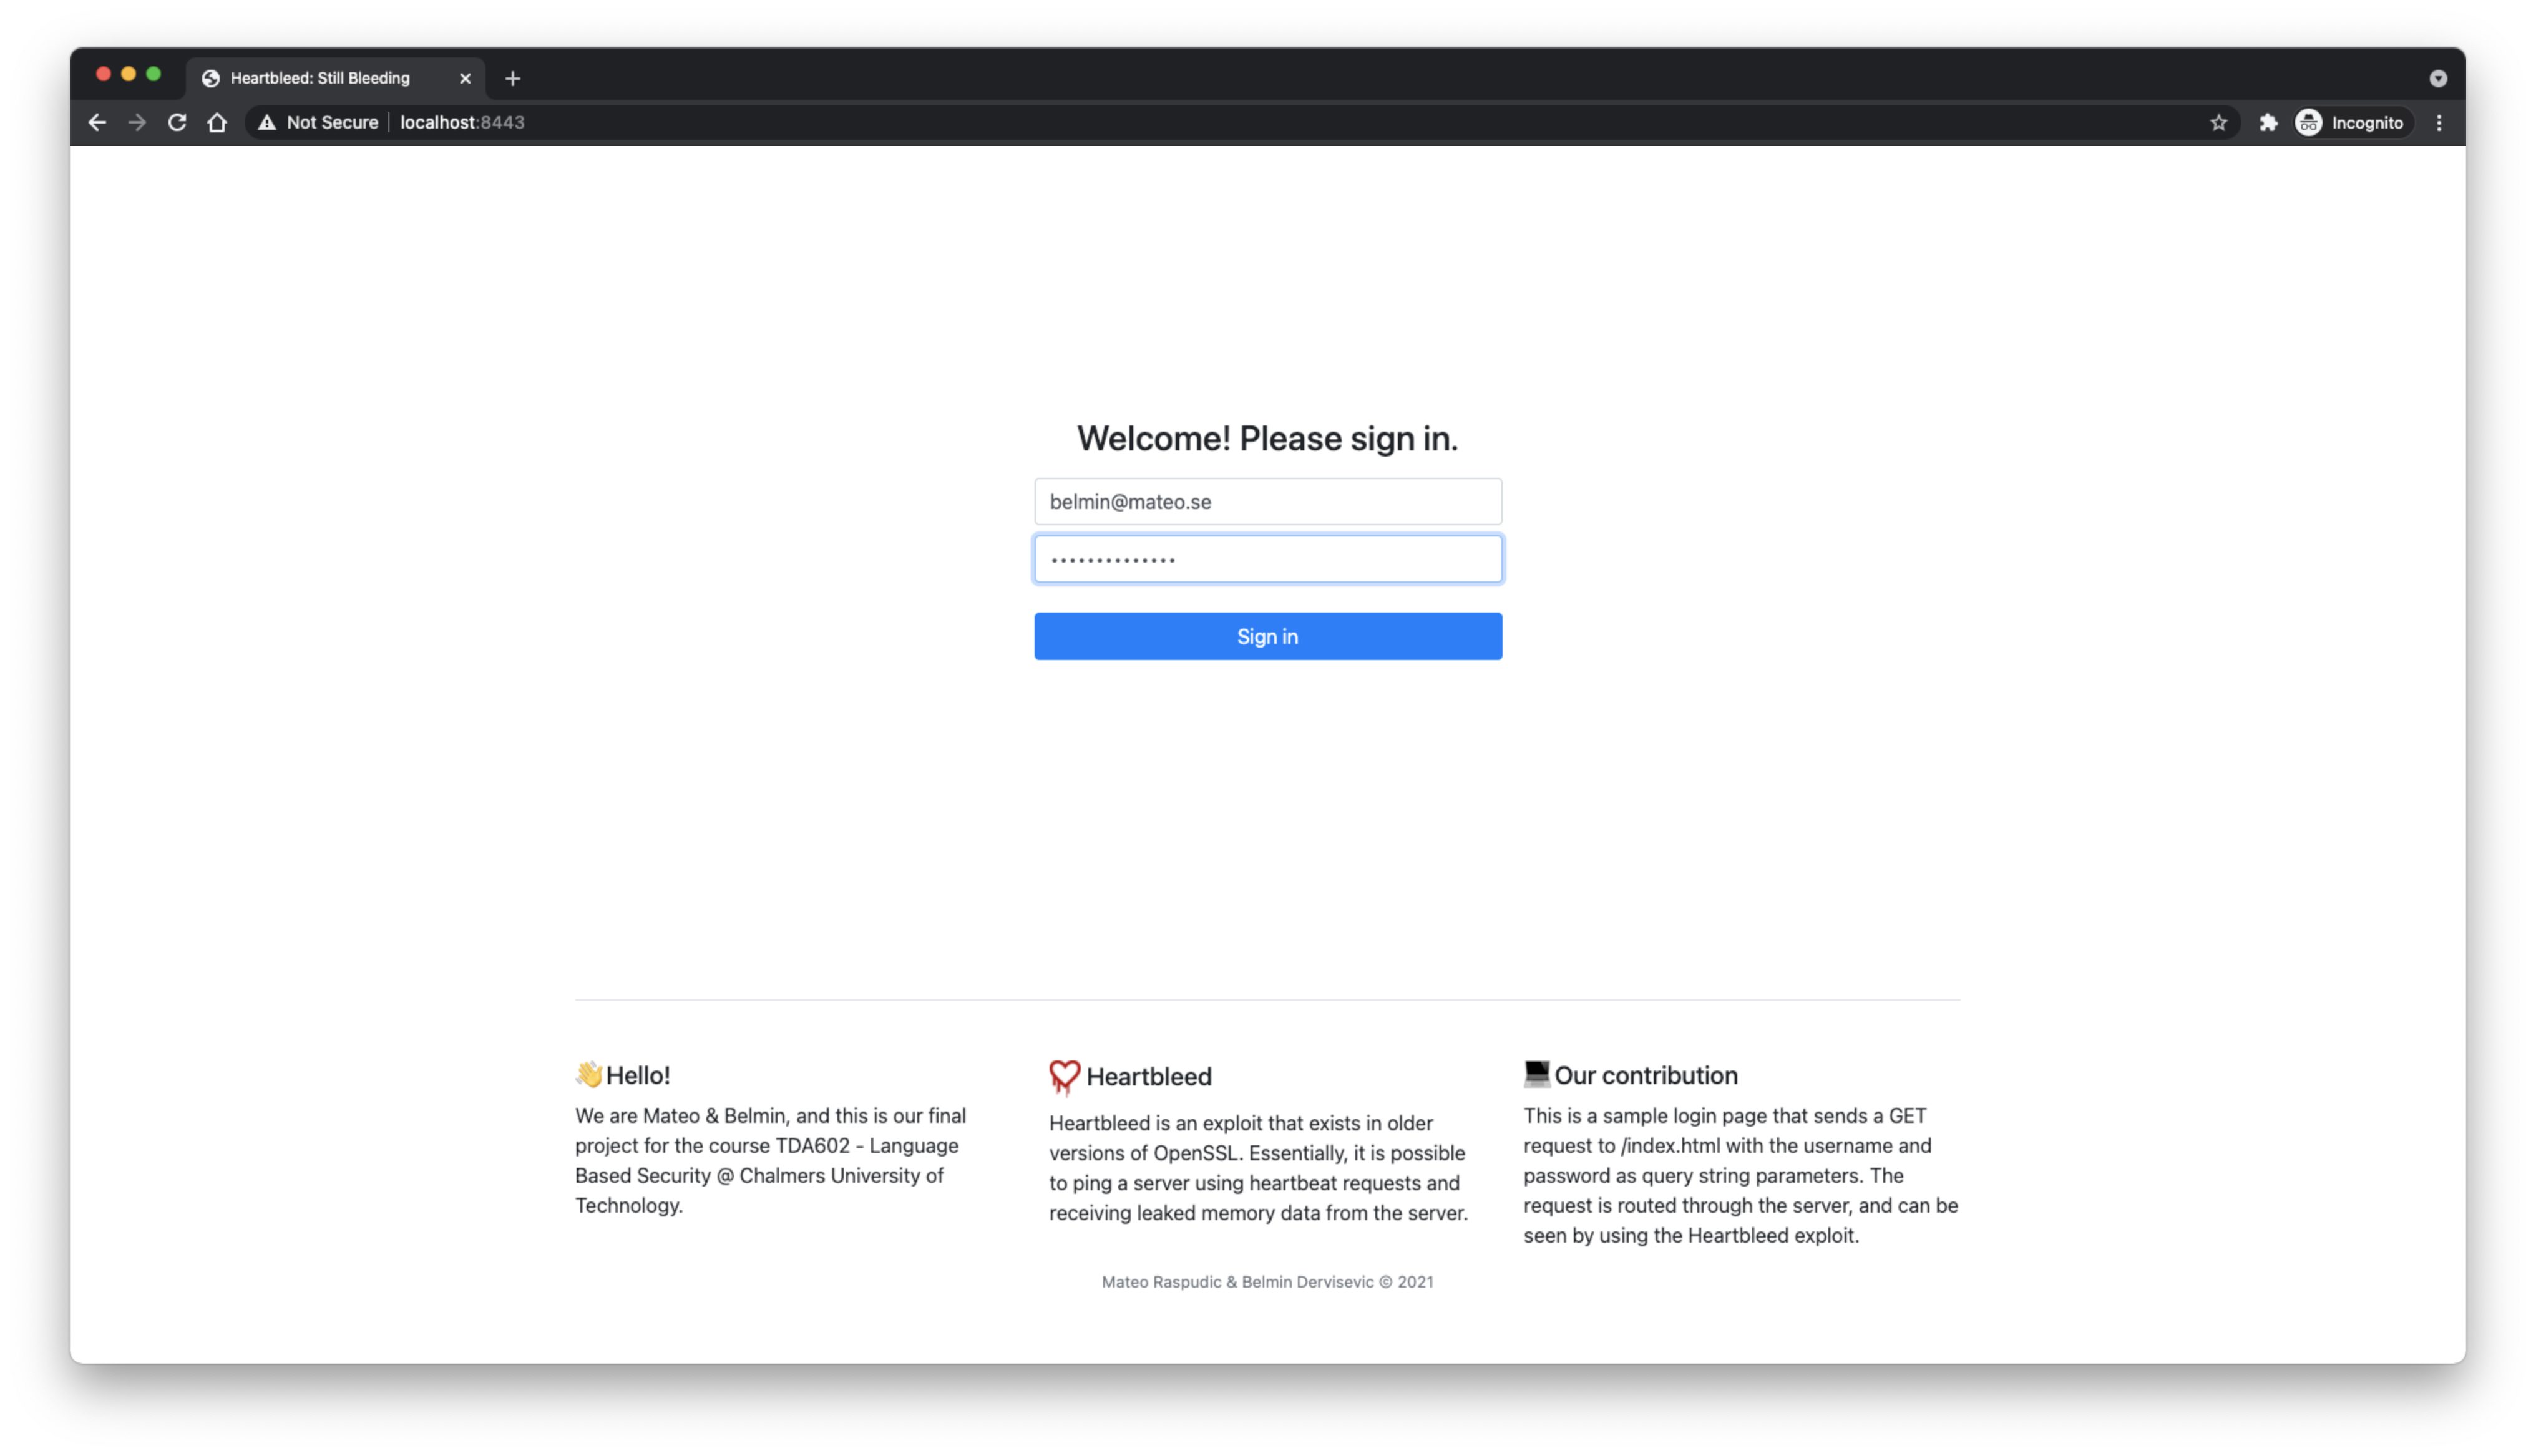 Heartbleed: Still Bleeding
Not Secure localhost:8443
Incognito
Welcome! Please sign in.
belmin@mateo.se
••••••••••••••
Sign in
Hello!
We are Mateo & Belmin, and this is our final
project for the course TDA602 - Language
Based Security @ Chalmers University of
Technology.
Heartbleed
Heartbleed is an exploit that exists in older
versions of OpenSSL. Essentially, it is possible
to ping a server using heartbeat requests and
receiving leaked memory data from the server.
Our contribution
This is a sample login page that sends a GET
request to /index.html with the username and
password as query string parameters. The
request is routed through the server, and can be
seen by using the Heartbleed exploit.
Mateo Raspudic & Belmin Dervisevic © 2021